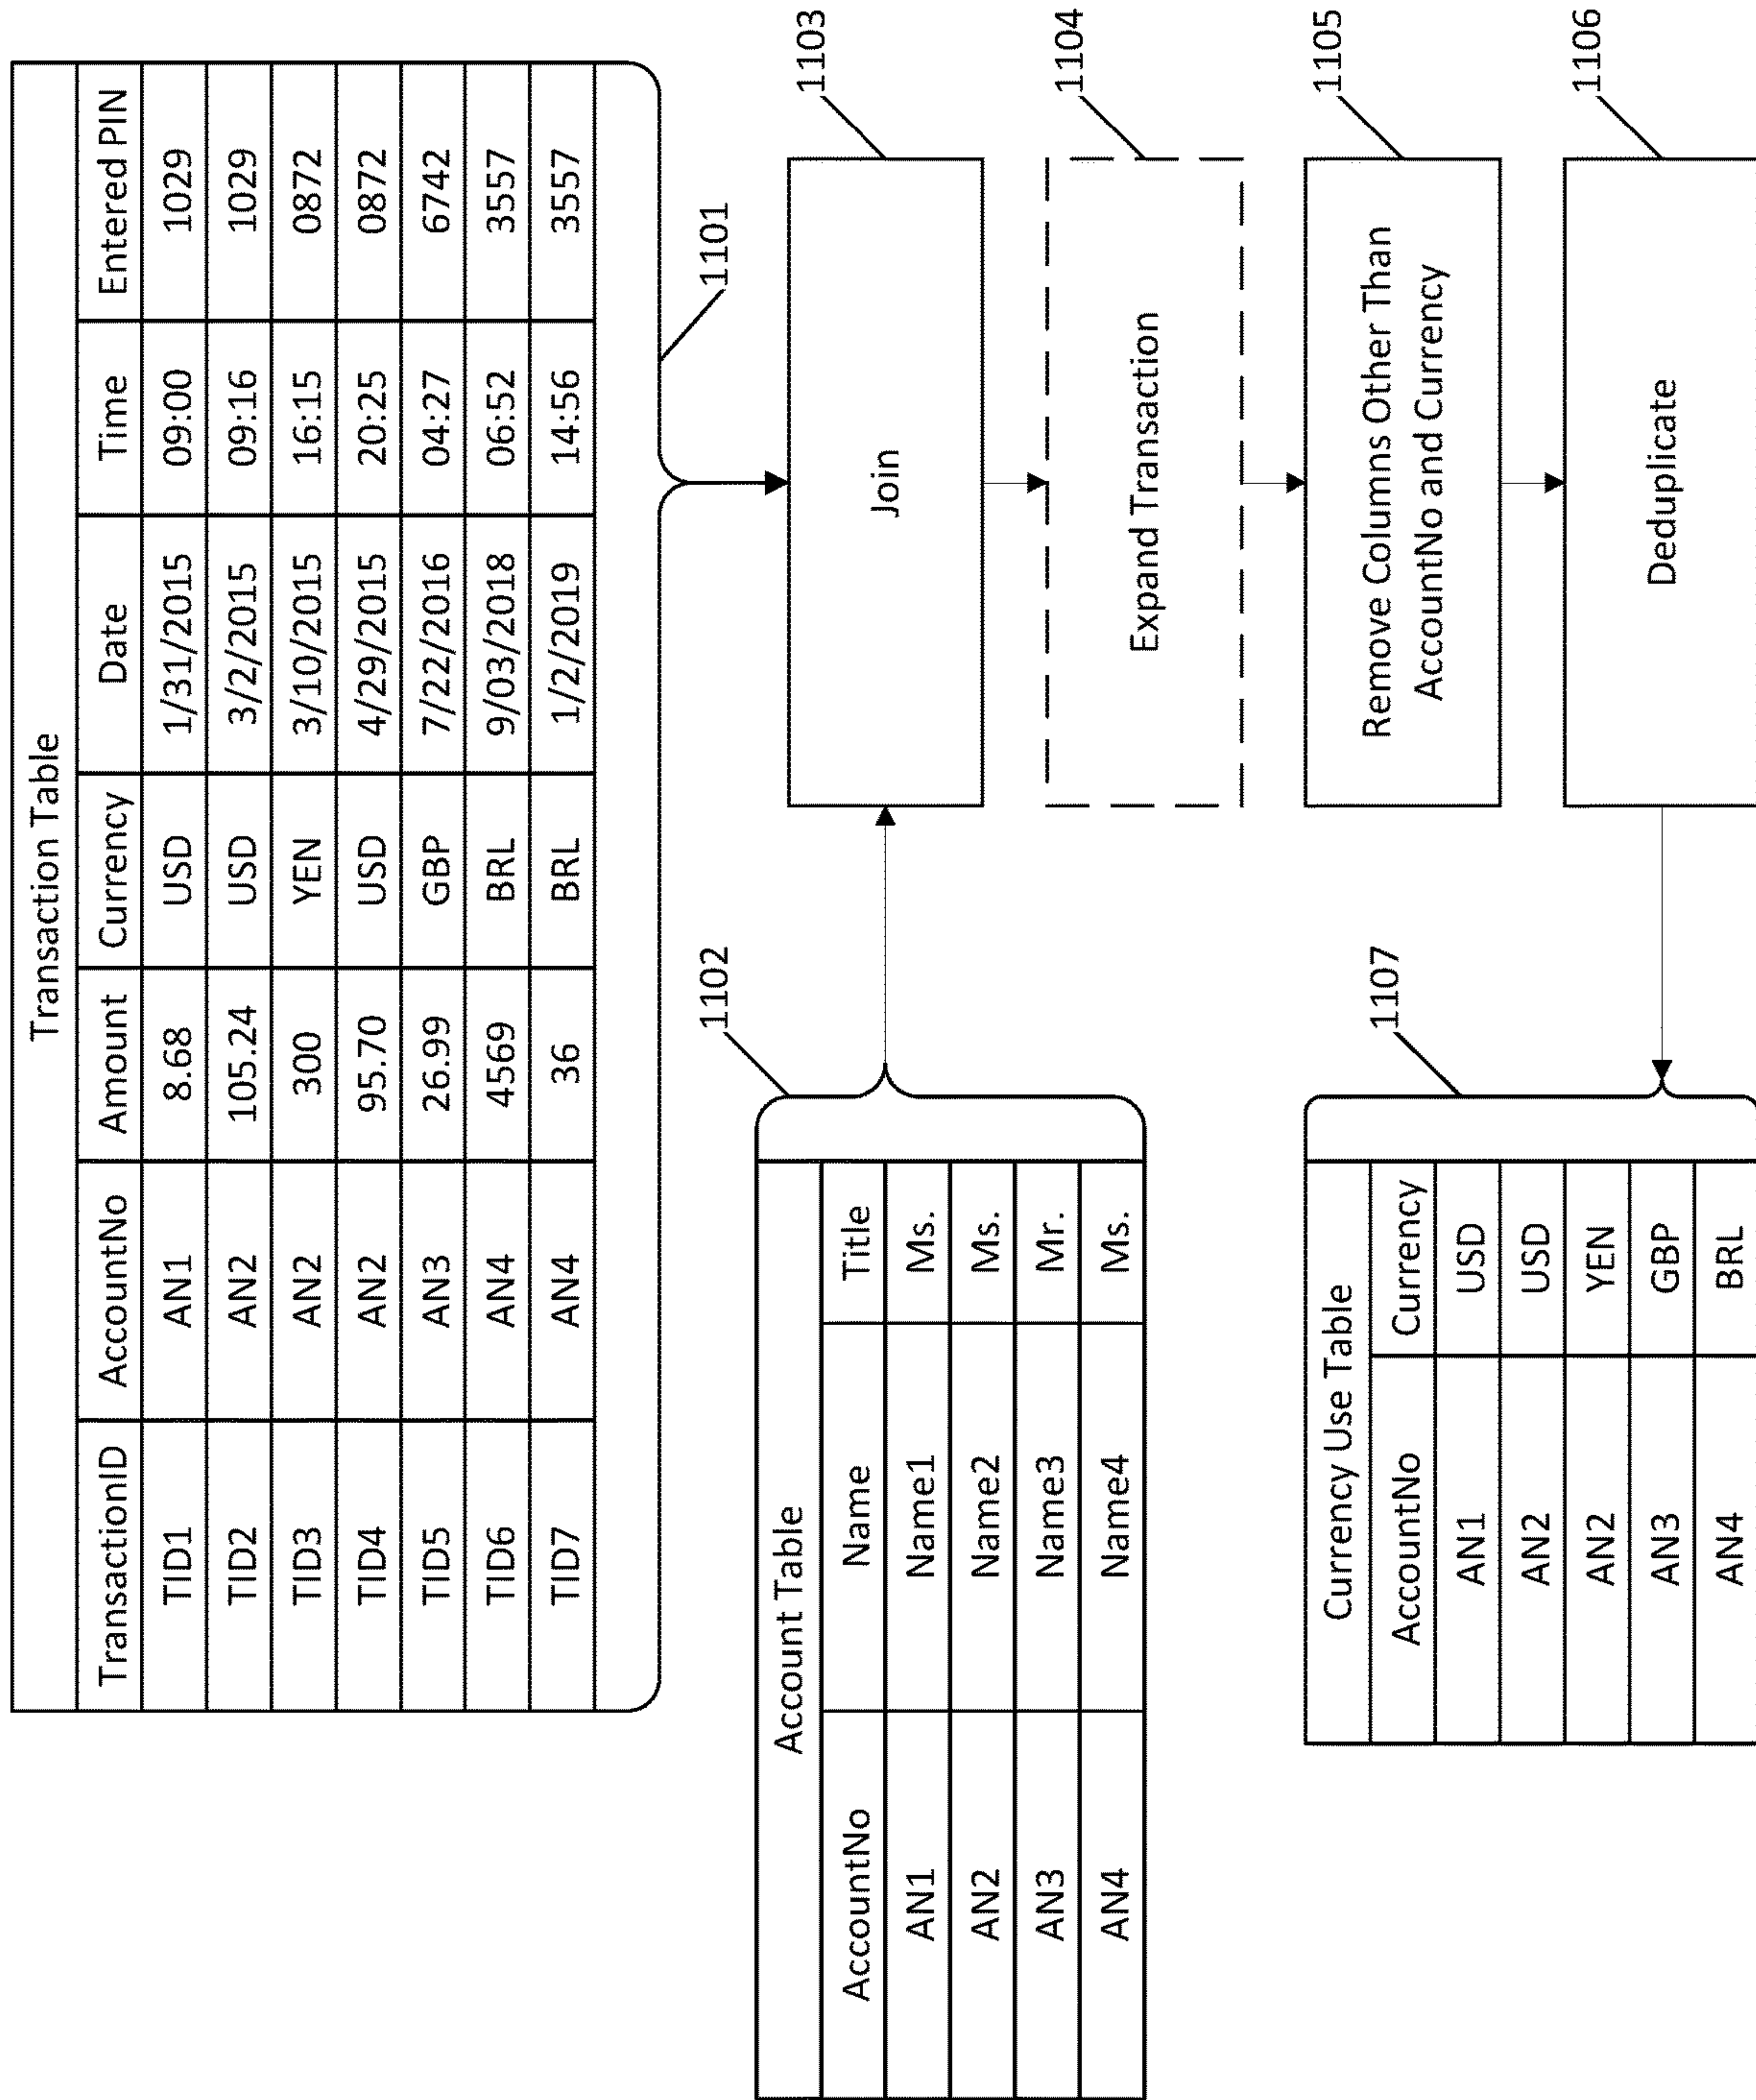 Transaction Table
TransactionID AccountNo Amount Currency Date Time Entered PIN
TID1 AN1 8.68 USD 1/31/2015 09:00 1029
TID2 AN2 105.24 USD 3/2/2015 09:16 1029
TID3 AN2 300 YEN 3/10/2015 16:15 0872
TID4 AN2 95.70 USD 4/29/2015 20:25 0872
TID5 AN3 26.99 GBP 7/22/2016 04:27 6742
TID6 AN4 4569 BRL 9/03/2018 06:52 3557
TID7 AN4 36 BRL 1/2/2019 14:56 3557
1101
1102
Account Table
AccountNo Name Title
AN1 Name1 Ms.
AN2 Name2 Ms.
AN3 Name3 Mr.
AN4 Name4 Ms.
Join
1103
Expand Transaction
1104
Remove Columns Other Than
AccountNo and Currency
1105
Deduplicate
1106
1107
Currency Use Table
AccountNo Currency
AN1 USD
AN2 USD
AN2 YEN
AN3 GBP
AN4 BRL